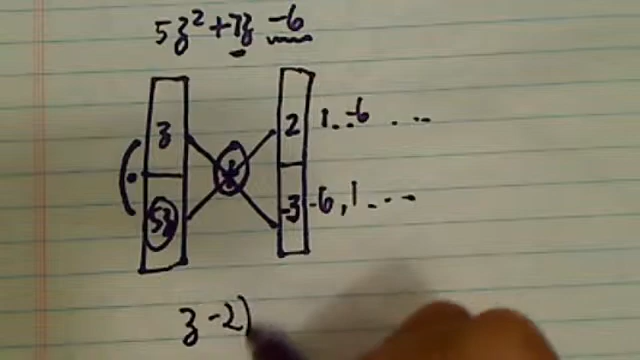 5z² + 7z - 6
z 2 1. -6 ...
5z -3 -6, 1 ...
z - 2)